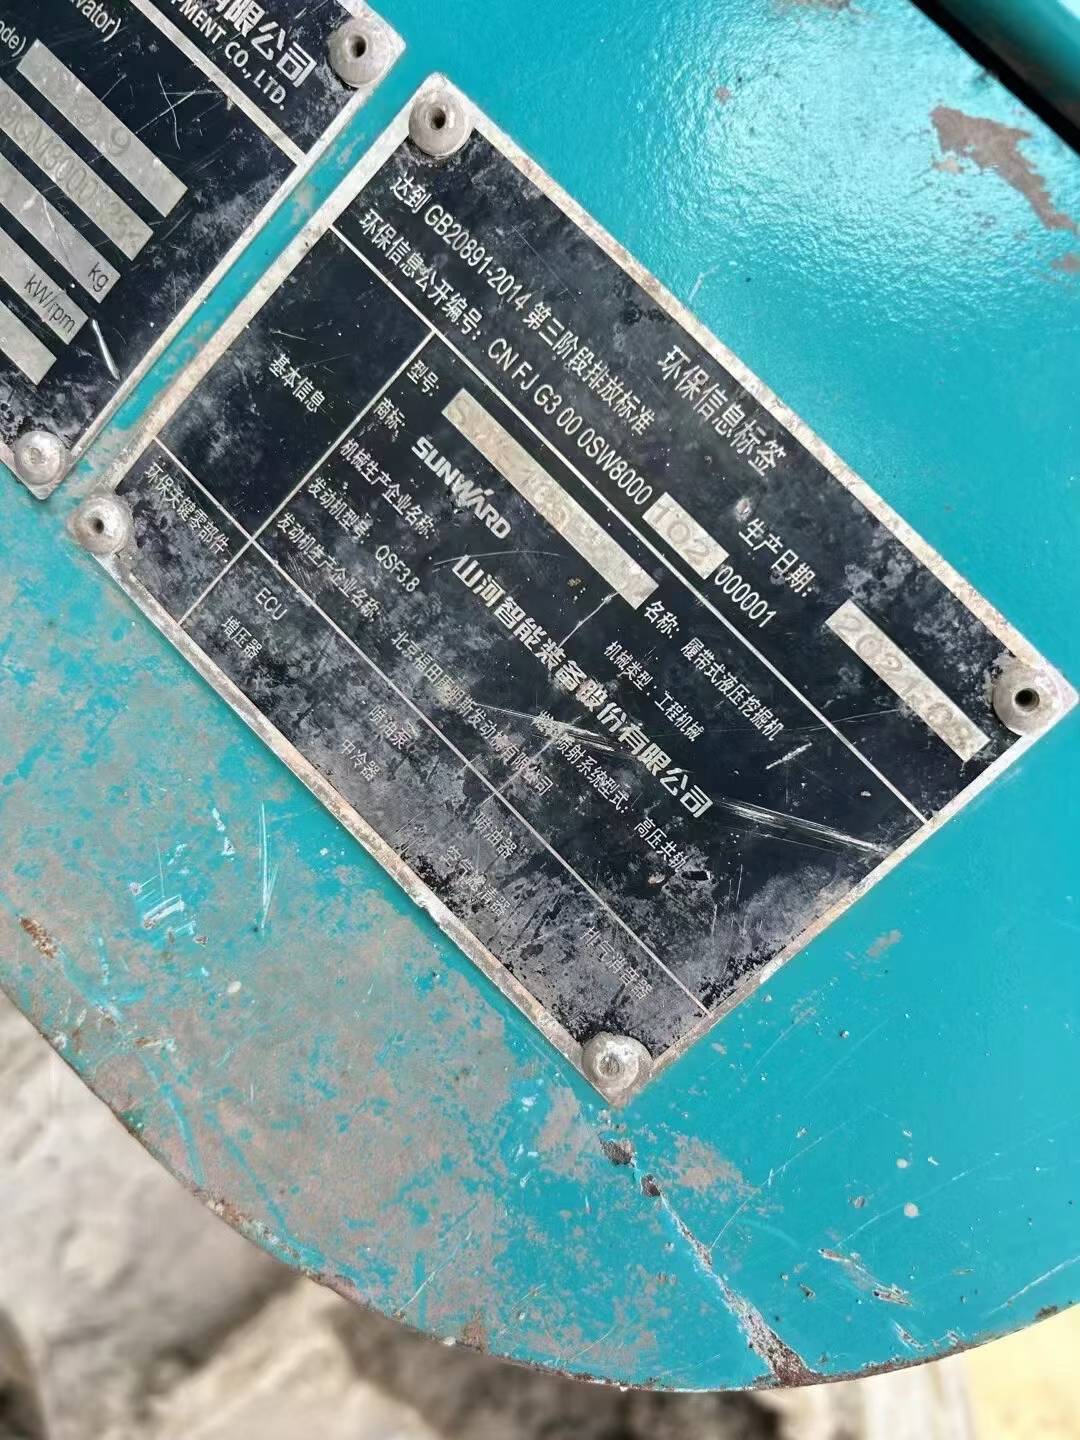 有限公司
PMENT CO., LTD.
vator)
ode)
kg
kW/rpm
环保信息标签
达到 GB20891-2014 第三阶段排放标准
生产日期:
环保信息公开编号: CN FJ G3 00 0SW8000 102 000001
基本信息
型号:
名称: 履带式液压挖掘机
商标: SUNWARD
机械类型: 工程机械
机械生产企业名称: 山河智能装备股份有限公司
发动机型号: QSF3.8
喷射系统型式: 高压共轨
发动机生产企业名称: 北京福田康明斯发动机有限公司
环保关键零部件
ECU
喷油泵
喷油器
排气消音器
增压器
中冷器
空气滤清器